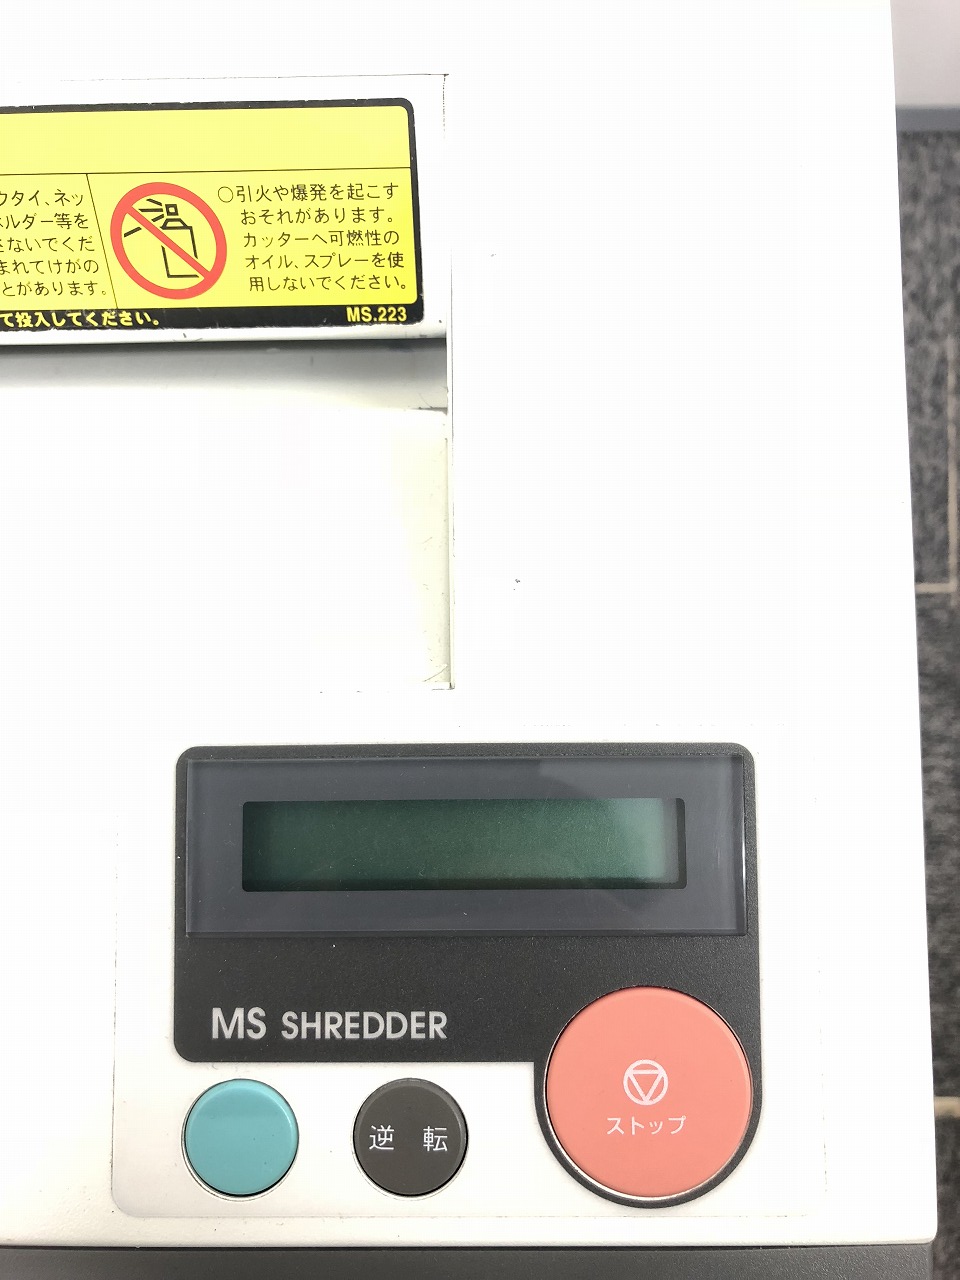 ウタイ、ネッ
ホルダー等を
さないでくだ
まれてけがの
とがあります。
○引火や爆発を起こす
おそれがあります。
カッターへ可燃性の
オイル、スプレーを使
用しないでください。
て投入してください。
MS.223
MS SHREDDER
逆 転
ストップ